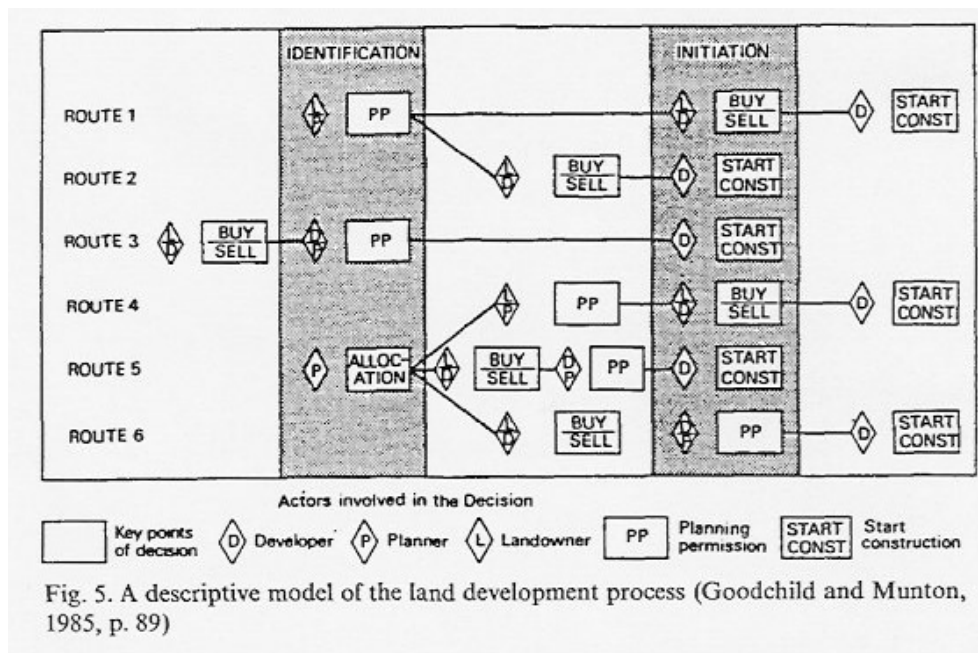 IDENTIFICATION INITIATION
ROUTE 1 PP BUY SELL D START CONST
ROUTE 2 BUY SELL D START CONST
ROUTE 3 BUY SELL PP D START CONST
ROUTE 4 L P PP BUY SELL D START CONST
ROUTE 5 P ALLOC- ATION BUY SELL D P PP D START CONST
ROUTE 6 BUY SELL PP D START CONST
Actors involved in the Decision
Key points of decision D Developer P Planner L Landowner PP Planning permission START CONST Start construction
Fig. 5. A descriptive model of the land development process (Goodchild and Munton,
1985, p. 89)